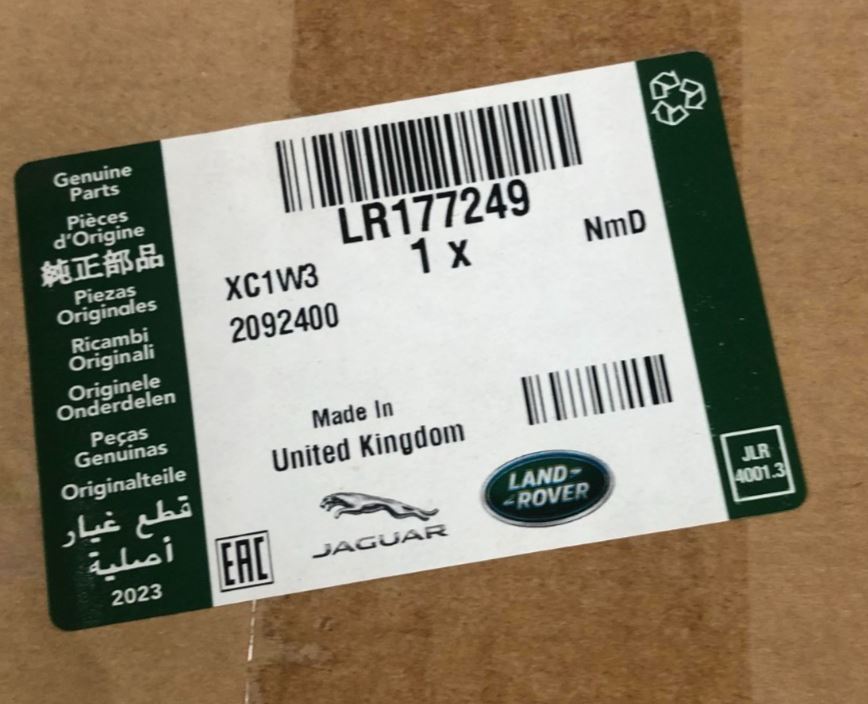 Genuine
Parts
Pièces
d'Origine
純正部品
Piezas
Originales
Ricambi
Originali
Originele
Onderdelen
Peças
Genuinas
Originalteile
قطع غيار
أصلية
2023
LR177249
1 x
NmD
XC1W3
2092400
Made In
United Kingdom
EAC
JAGUAR
LAND-
-ROVER
JLR
4001.3